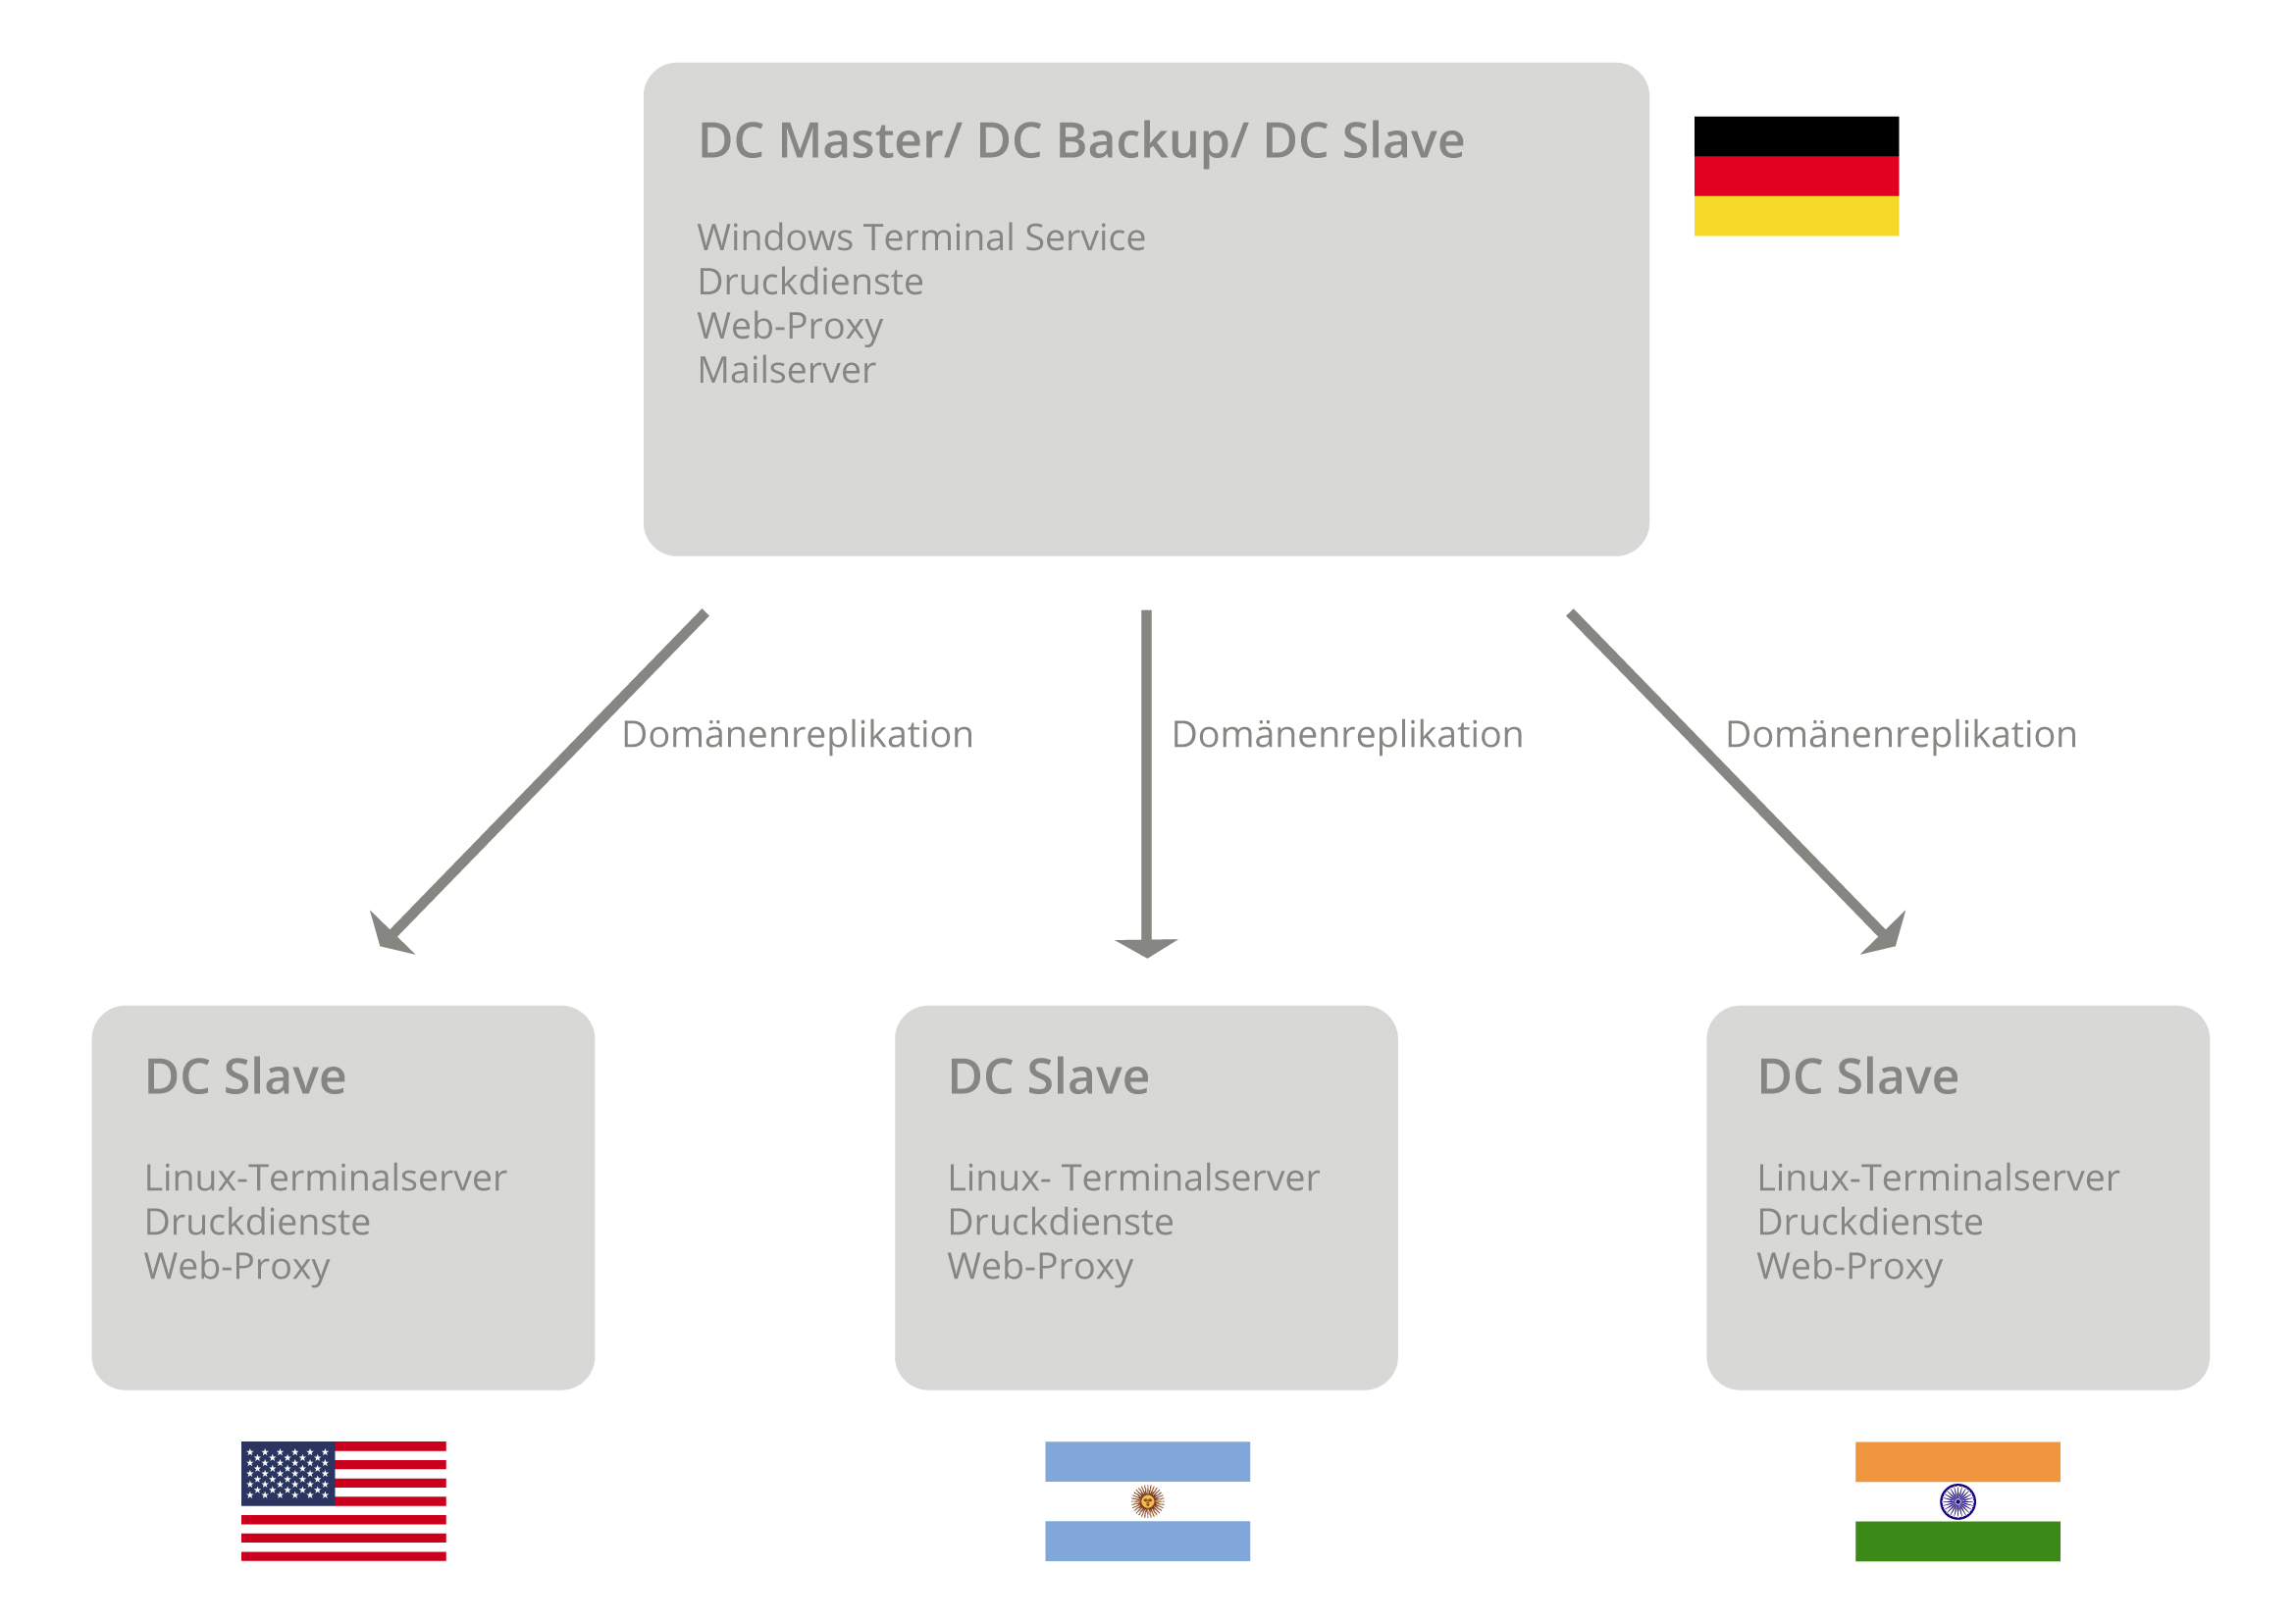 DC Master/ DC Backup/ DC Slave
Windows Terminal Service
Druckdienste
Web-Proxy
Mailserver
Domänenreplikation
Domänenreplikation
Domänenreplikation
DC Slave
Linux-Terminalserver
Druckdienste
Web-Proxy
DC Slave
Linux- Terminalserver
Druckdienste
Web-Proxy
DC Slave
Linux-Terminalserver
Druckdienste
Web-Proxy